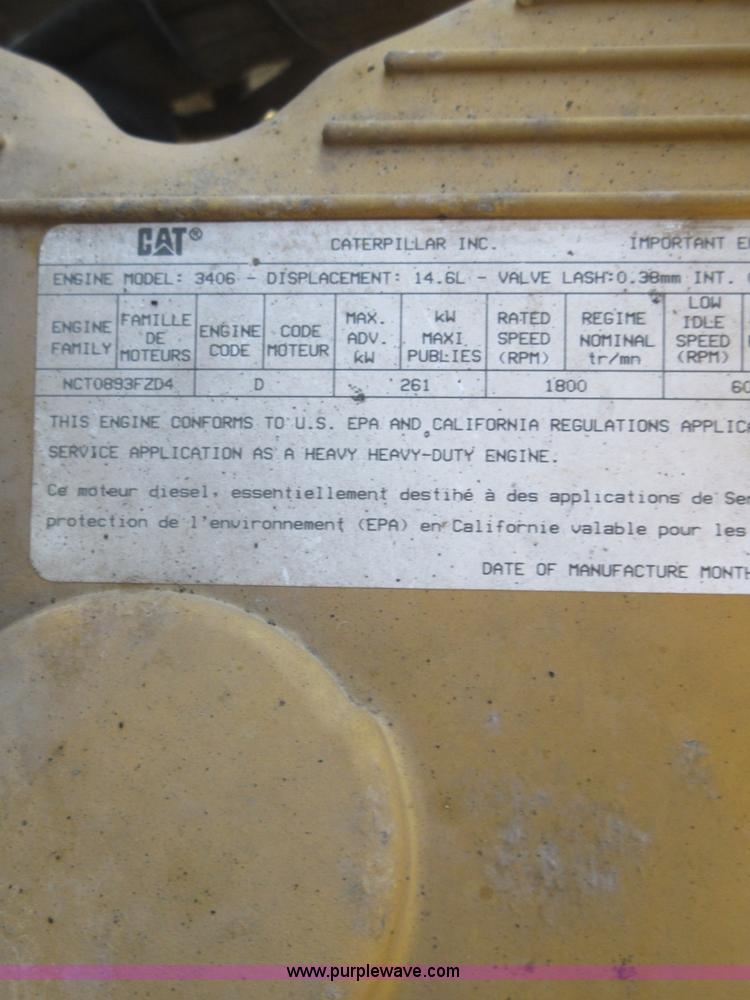 CAT® CATERPILLAR INC. IMPORTANT
ENGINE MODEL: 3406 - DISPLACEMENT: 14.6L - VALVE LASH:0.38mm INT.
ENGINE FAMILY FAMILLE DE MOTEURS ENGINE CODE CODE MOTEUR MAX. ADV. kW kW MAXI PUBLIES RATED SPEED (RPM) REGIME NOMINAL tr/mn LOW IDLE SPEED (RPM)
NCT0893FZD4 D 261 1800 60
THIS ENGINE CONFORMS TO U.S. EPA AND CALIFORNIA REGULATIONS
SERVICE APPLICATION AS A HEAVY HEAVY-DUTY ENGINE.
Ce moteur diesel, essentiellement destiné à des applications de
protection de l'environnement (EPA) en Californie valable pour les
DATE OF MANUFACTURE MONTH
www.purplewave.com